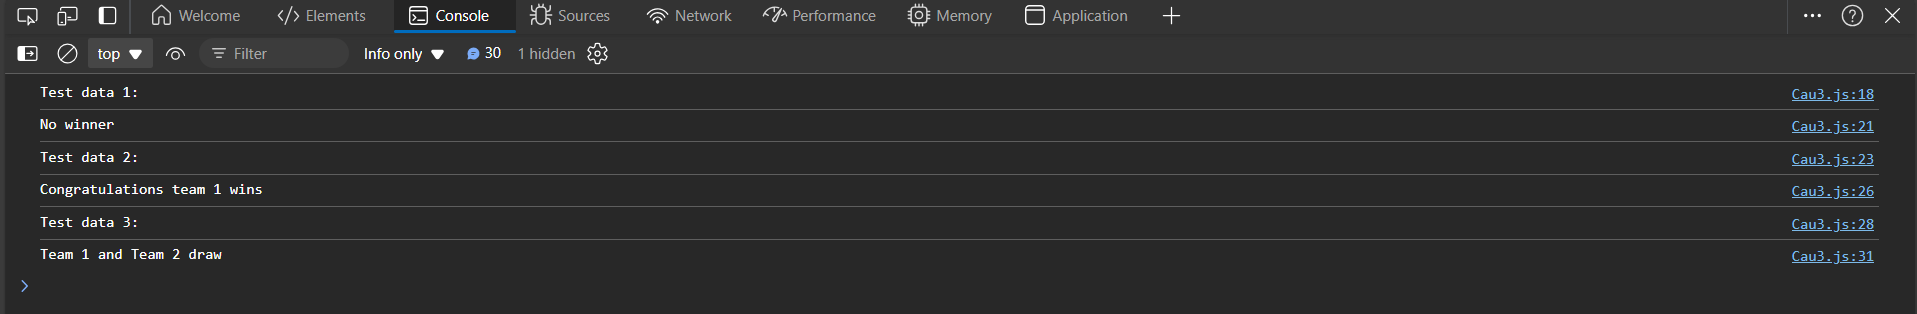 Welcome </> Elements Console Sources Network Performance Memory Application
top Filter Info only 30 1 hidden
Test data 1: Cau3.js:18
No winner Cau3.js:21
Test data 2: Cau3.js:23
Congratulations team 1 wins Cau3.js:26
Test data 3: Cau3.js:28
Team 1 and Team 2 draw Cau3.js:31